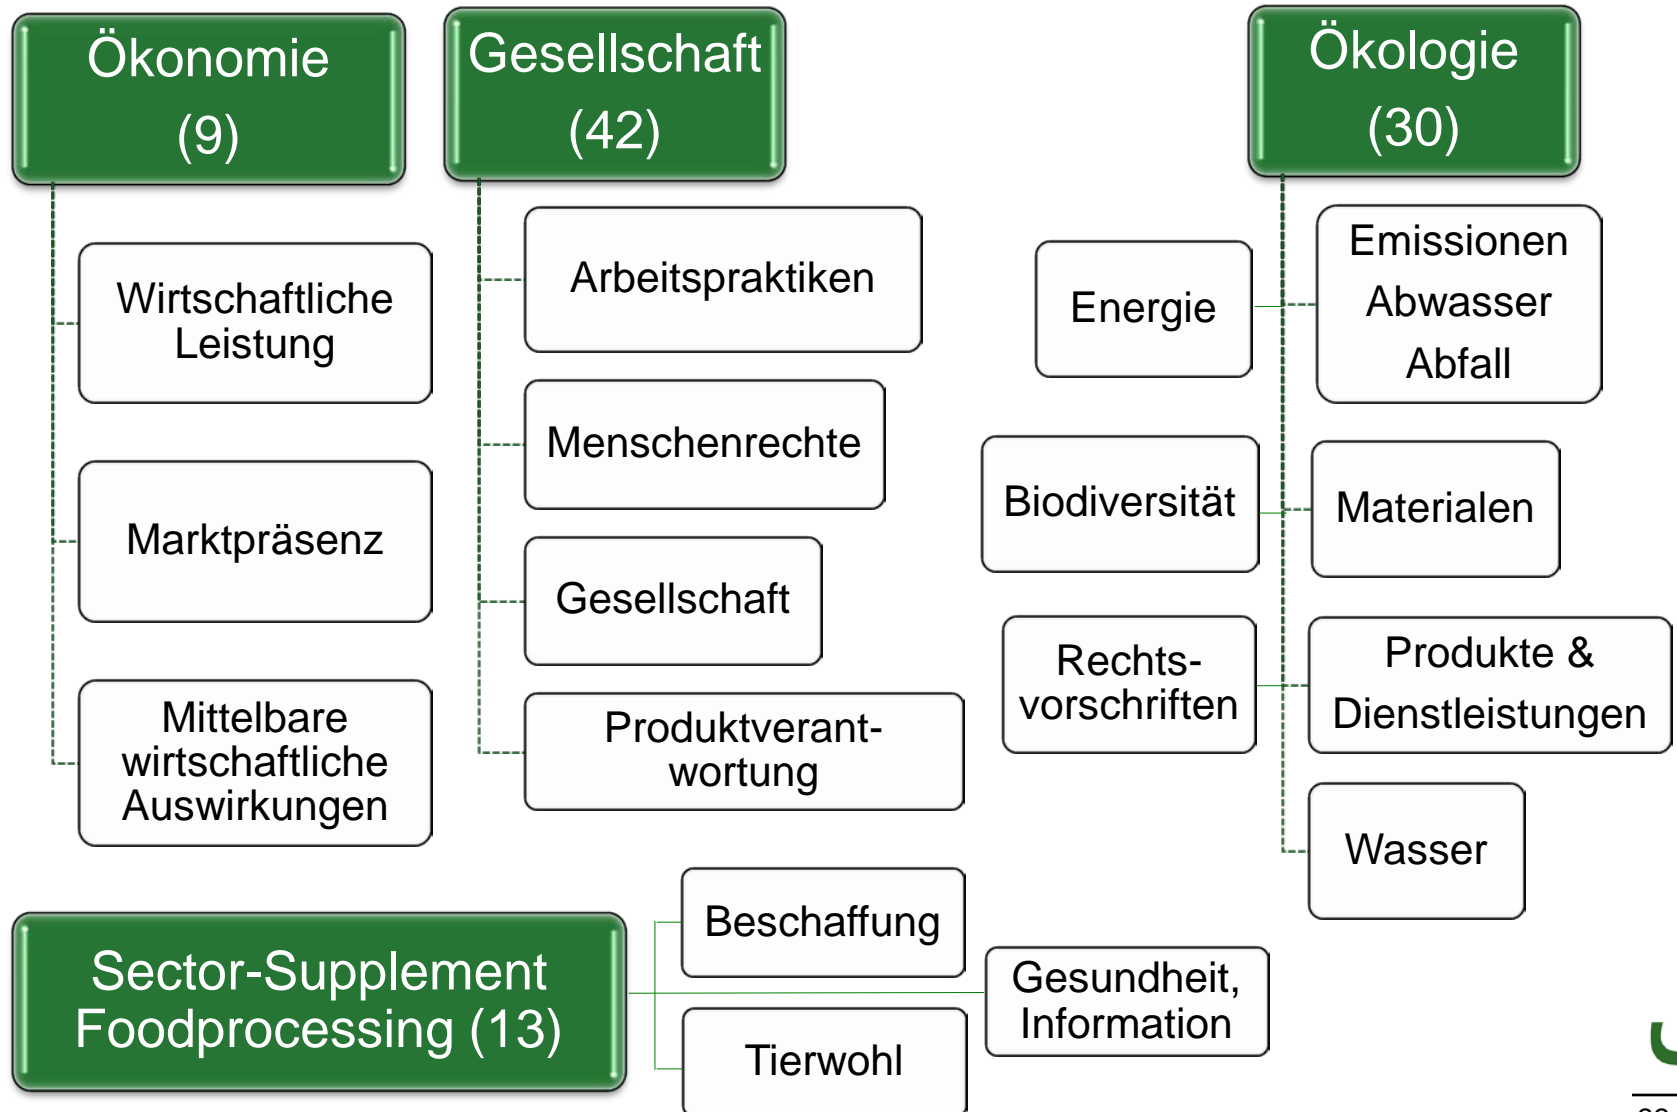 Ökonomie
(9)
Wirtschaftliche
Leistung
Marktpräsenz
Mittelbare
wirtschaftliche
Auswirkungen
Gesellschaft
(42)
Arbeitspraktiken
Menschenrechte
Gesellschaft
Produktverant-
wortung
Ökologie
(30)
Energie
Emissionen
Abwasser
Abfall
Biodiversität
Materialen
Rechts-
vorschriften
Produkte &
Dienstleistungen
Wasser
Sector-Supplement
Foodprocessing (13)
Beschaffung
Tierwohl
Gesundheit,
Information